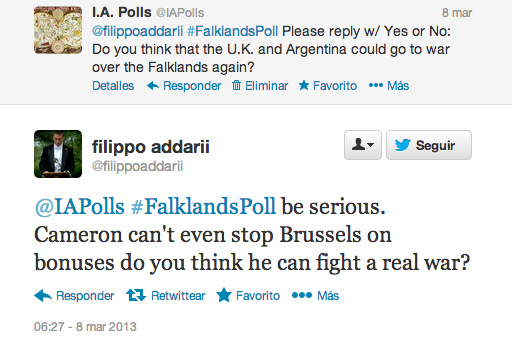 I.A. Polls @IAPolls 8 mar
@filippoaddarii #FalklandsPoll Please reply w/ Yes or No:
Do you think that the U.K. and Argentina could go to war
over the Falklands again?
Detalles Responder Eliminar Favorito Más
filippo addarii
@filippoaddarii
Seguir
@IAPolls #FalklandsPoll be serious.
Cameron can't even stop Brussels on
bonuses do you think he can fight a real war?
Responder Retwittear Favorito Más
06:27 - 8 mar 2013